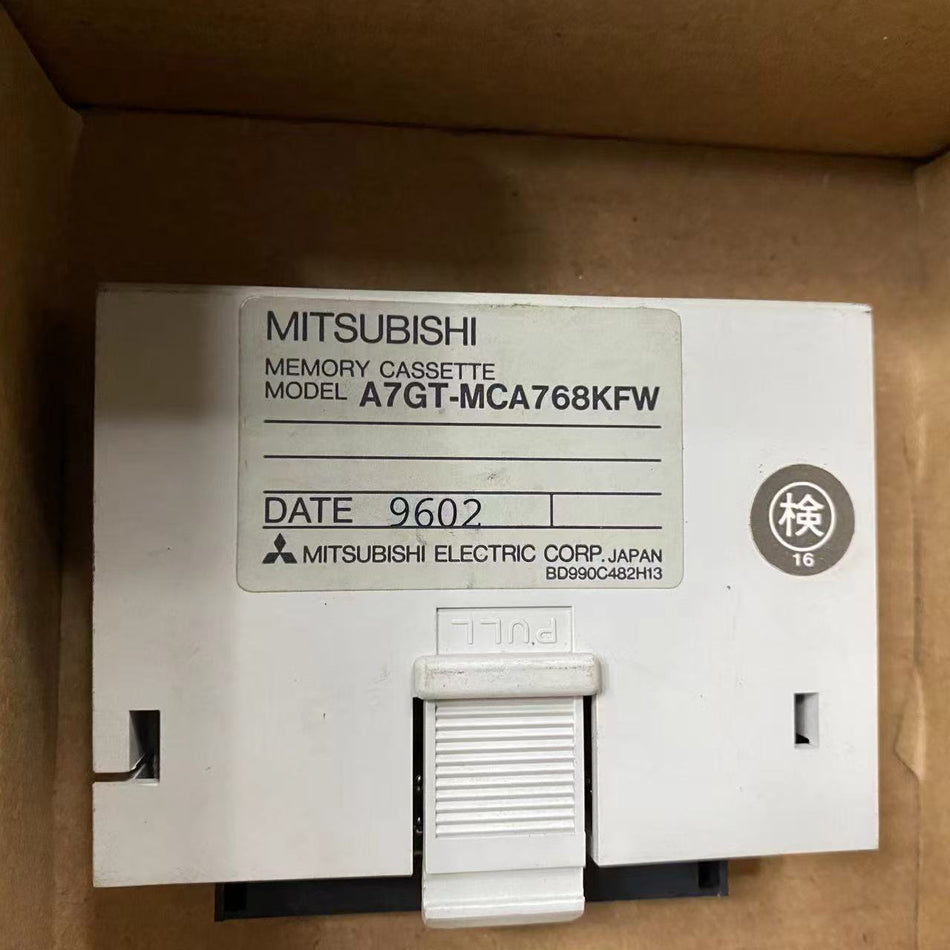 MITSUBISHI
MEMORY CASSETTE
MODEL A7GT-MCA768KFW
DATE 9602
MITSUBISHI ELECTRIC CORP. JAPAN
BD990C482H13
検
16
PULL